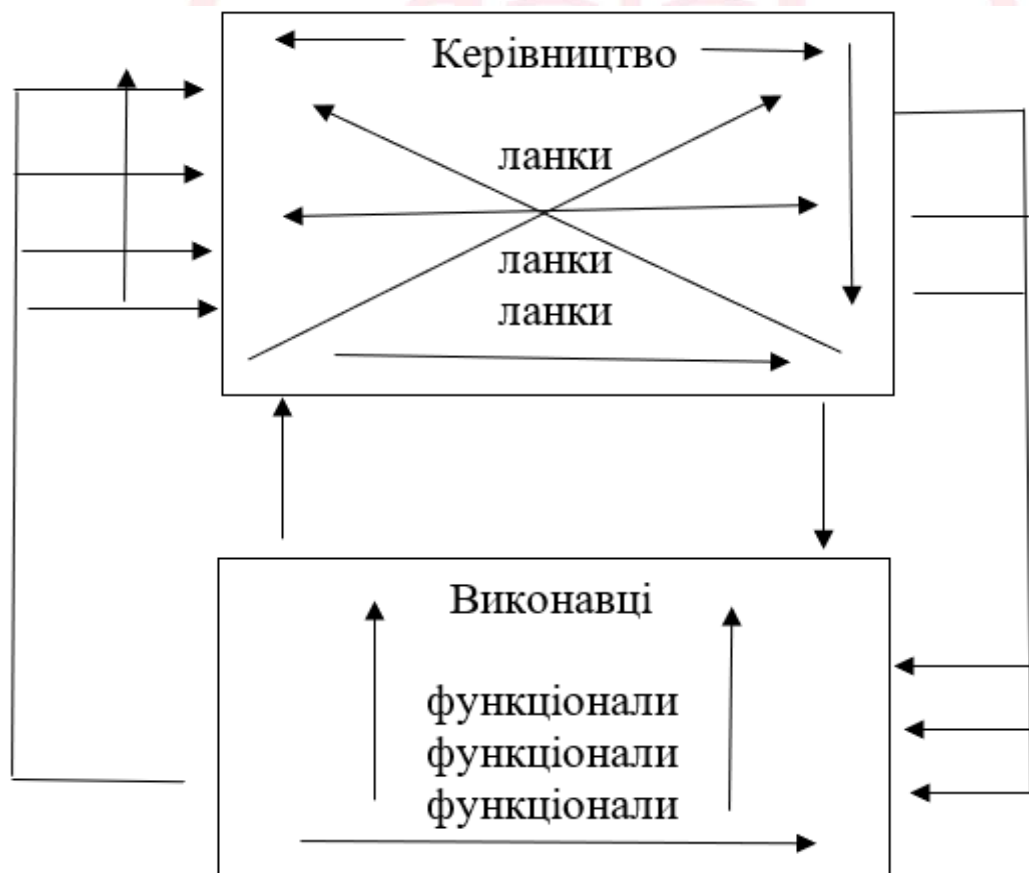 Керівництво
ланки
ланки
ланки
Виконавці
функціонали
функціонали
функціонали